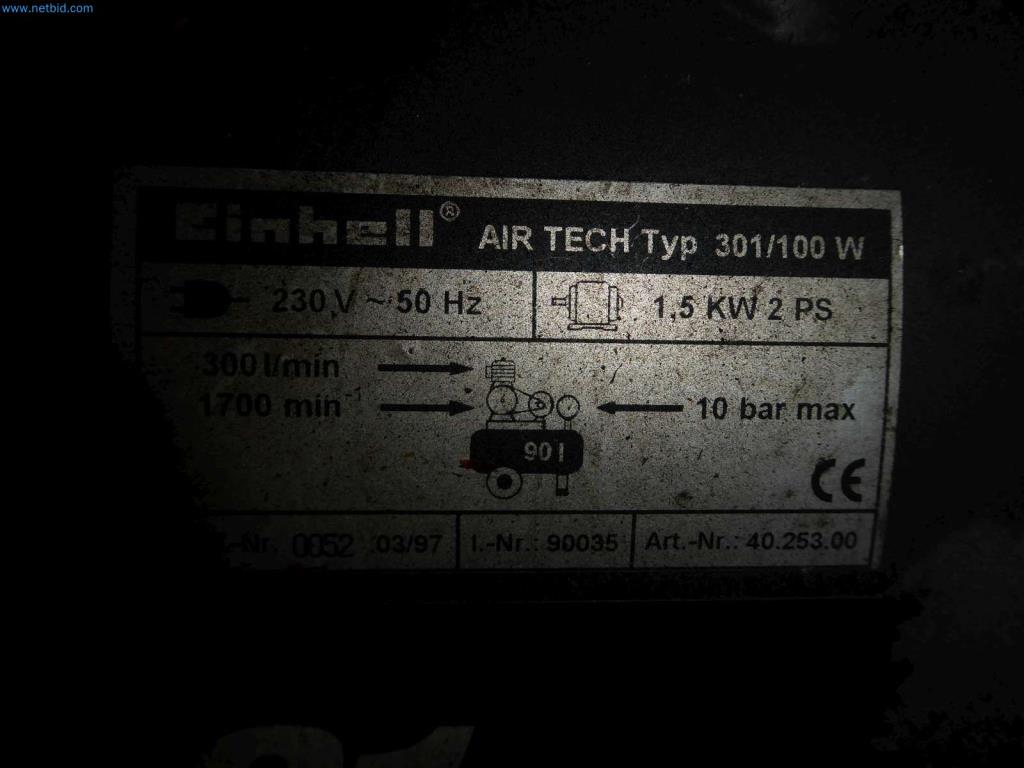 www.netbid.com
Einhell® AIR TECH Typ 301/100 W
230 V ~ 50 Hz
1,5 KW 2 PS
300 l/min
1700 min⁻¹
10 bar max
90 l
CE
-Nr. 0052 03/97 I.-Nr.: 90035 Art.-Nr.: 40.253.00